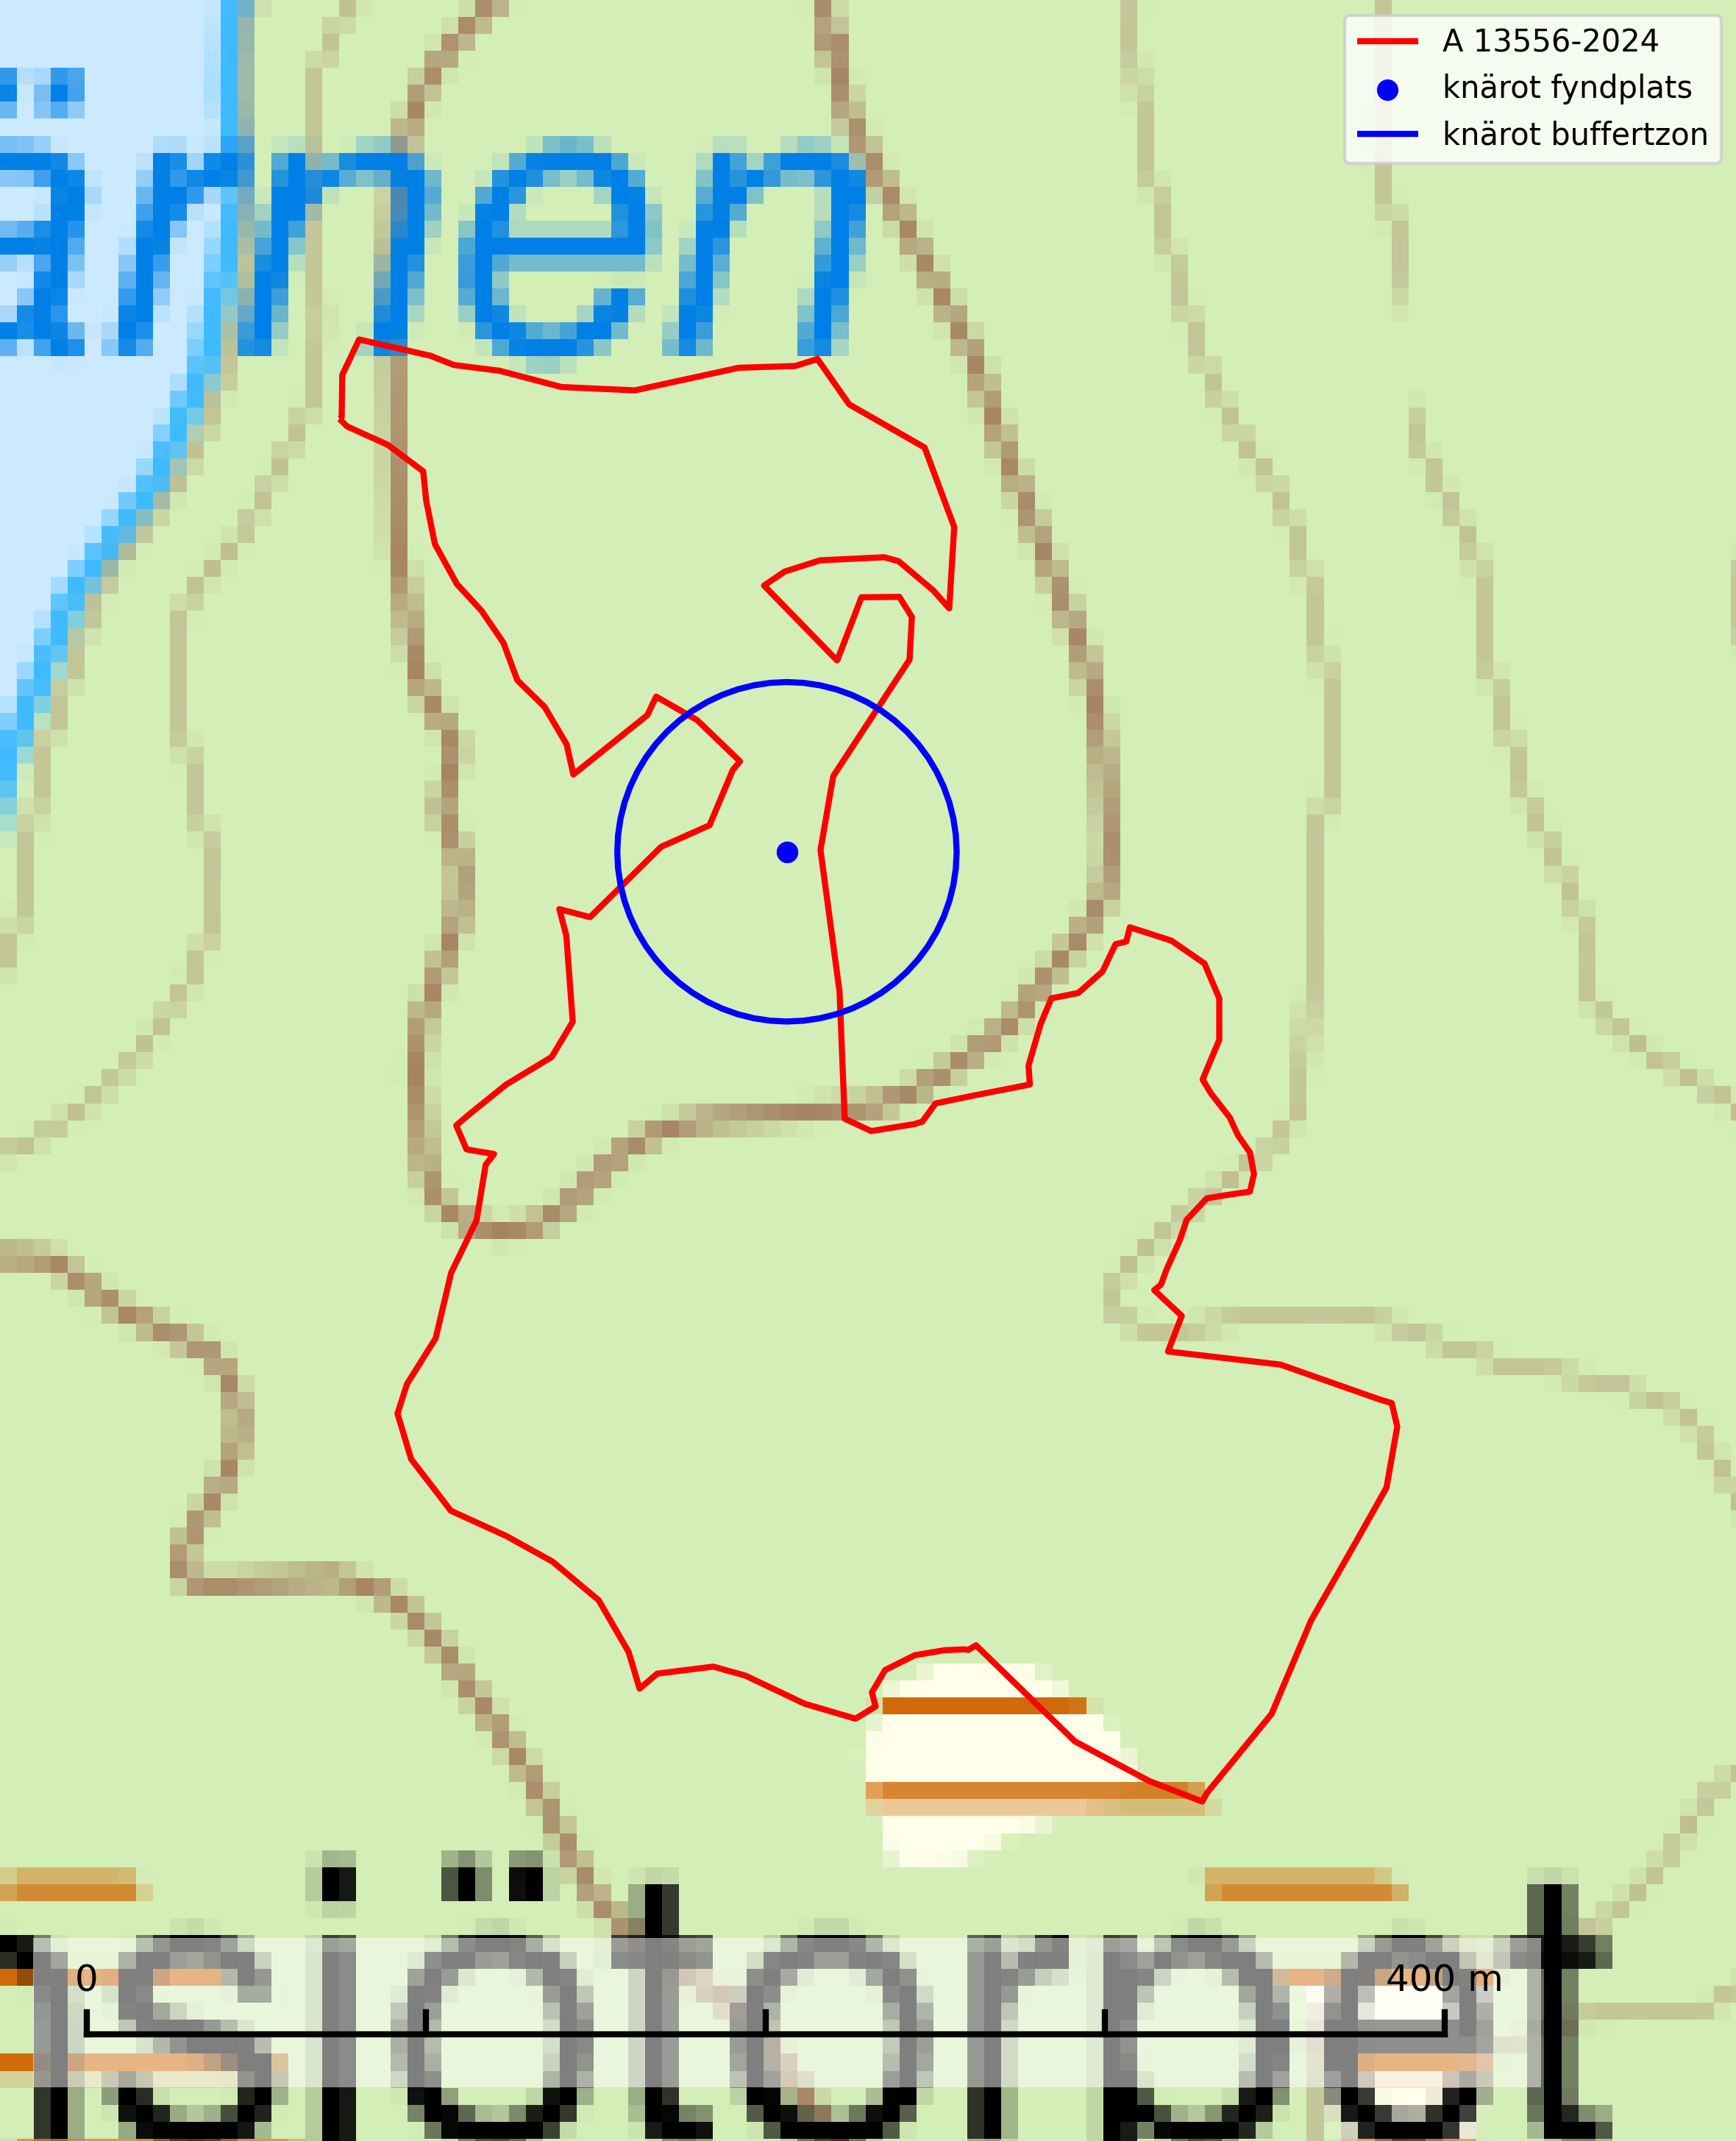 A 13556-2024
knärot fyndplats
knärot buffertzon
ärnen
sjötorpet
0 400 m